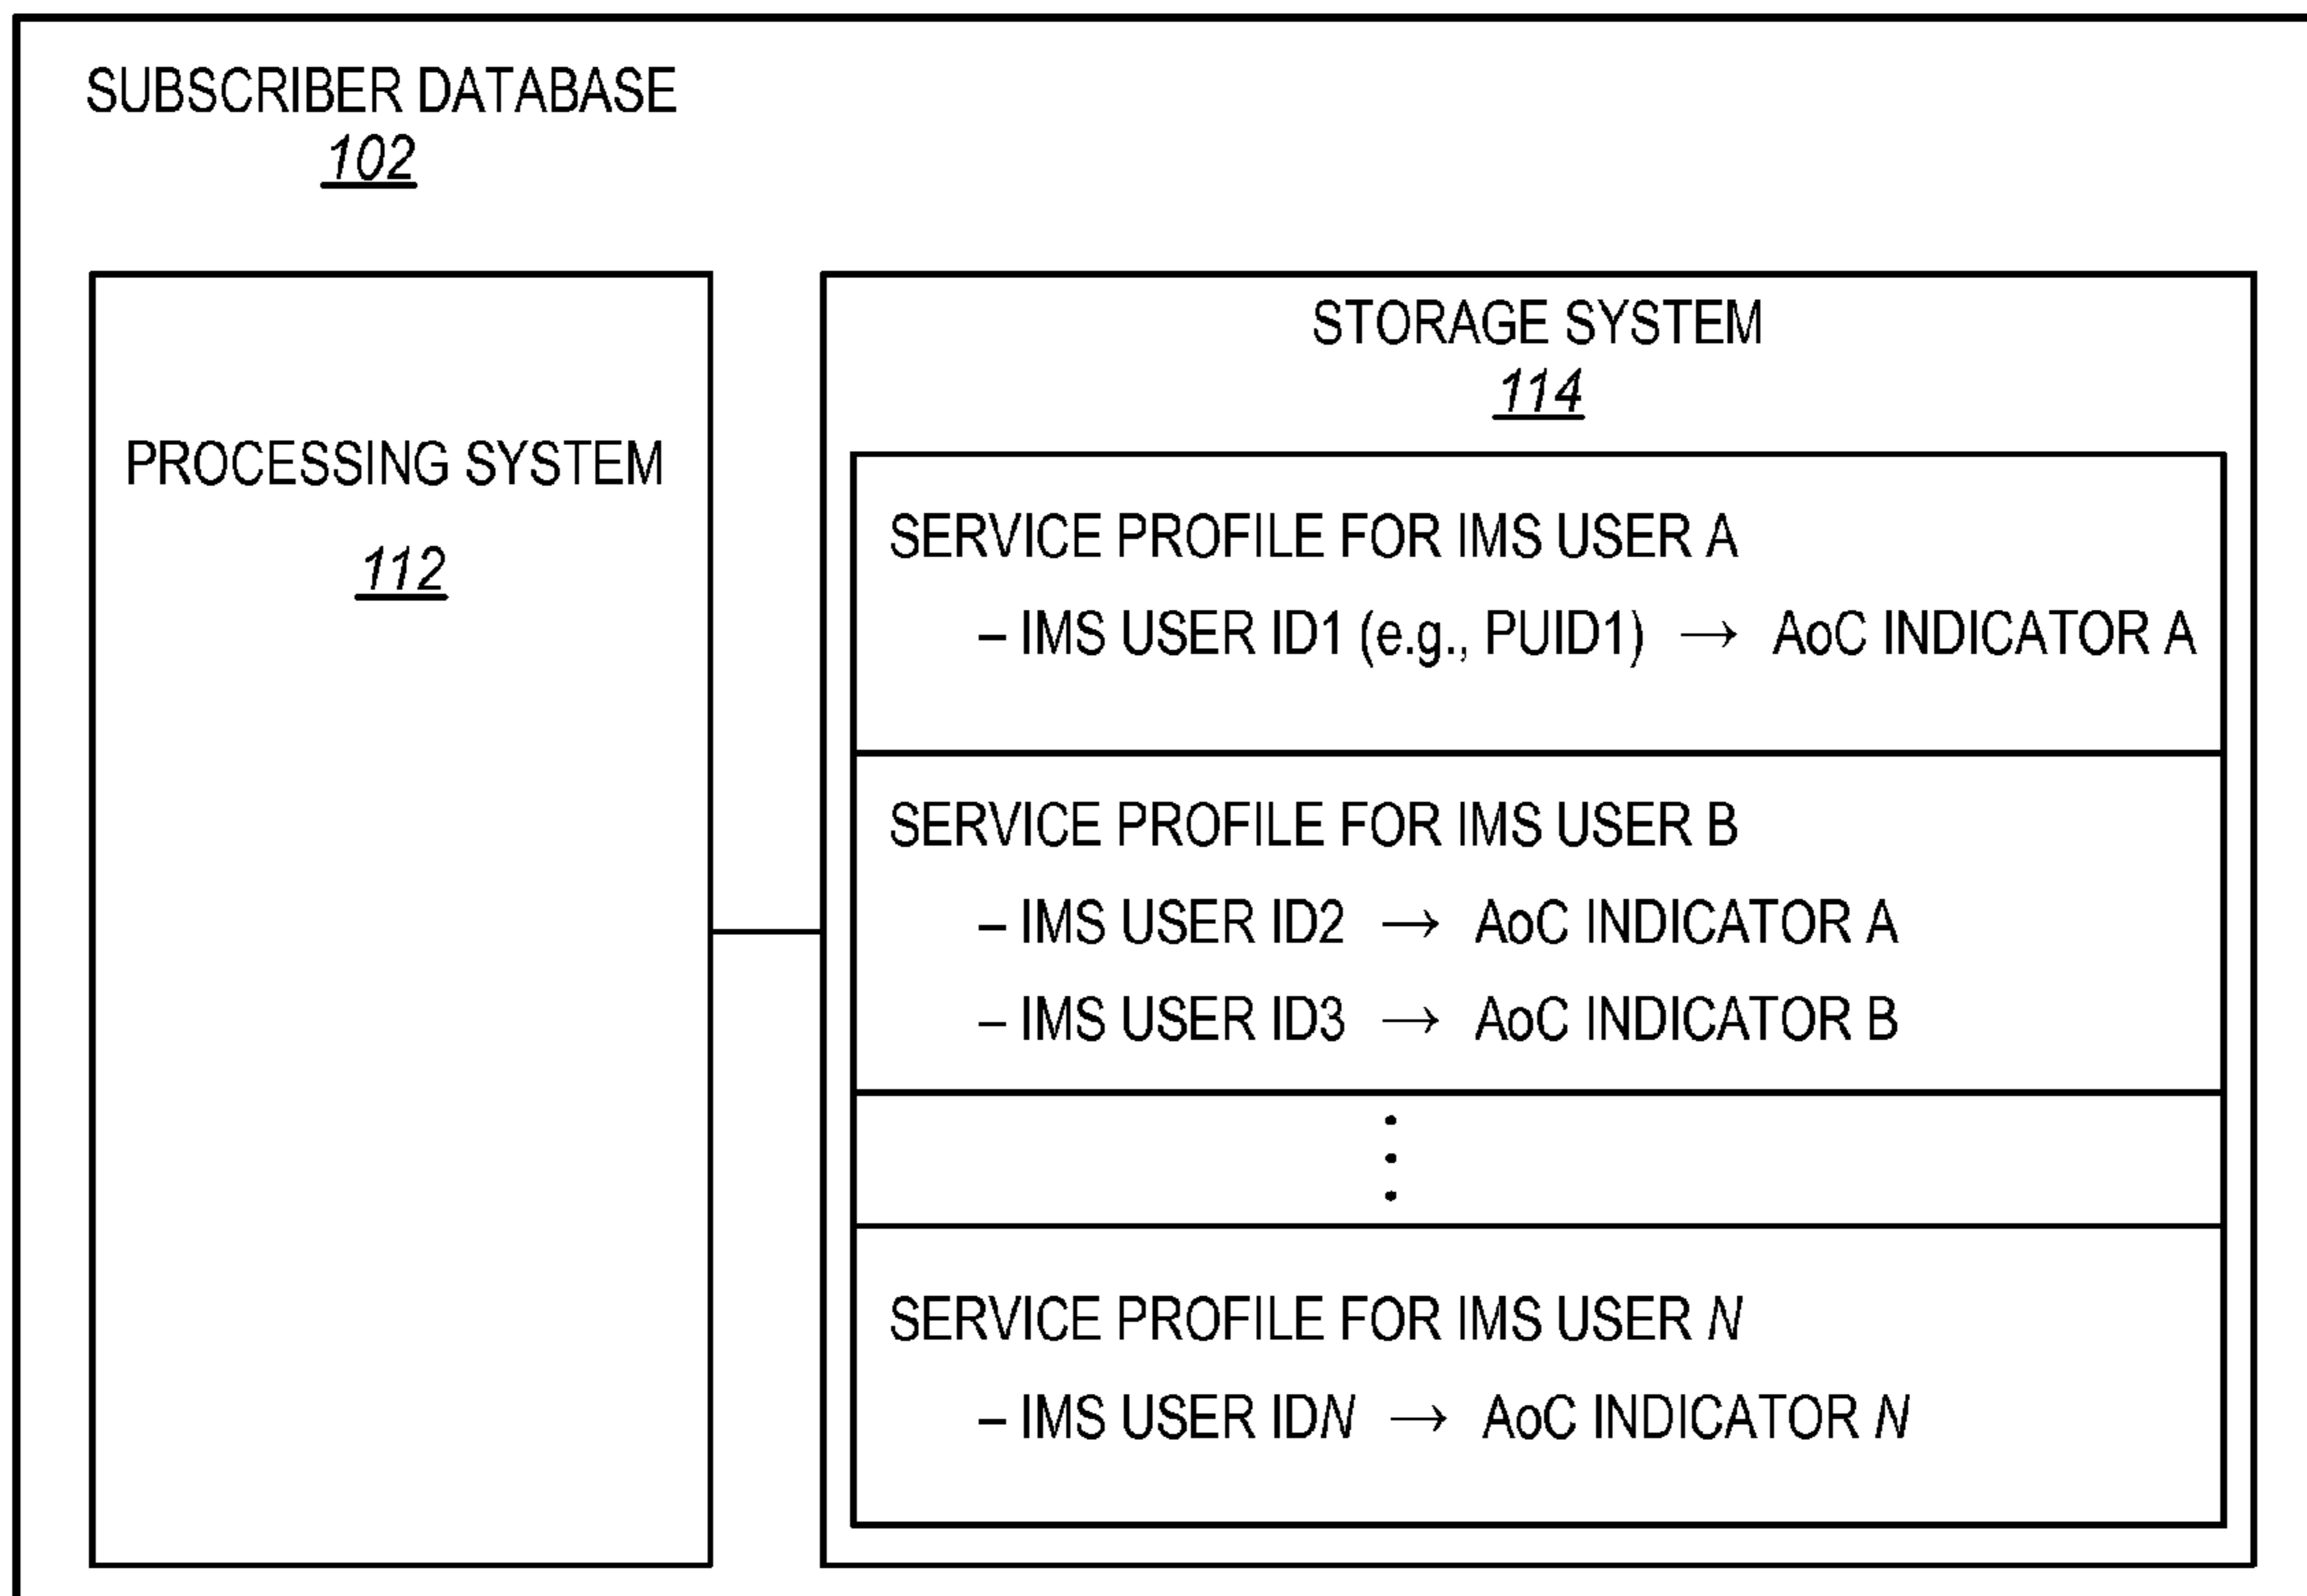 SUBSCRIBER DATABASE
102
PROCESSING SYSTEM
112
STORAGE SYSTEM
114
SERVICE PROFILE FOR IMS USER A
– IMS USER ID1 (e.g., PUID1) → AoC INDICATOR A
SERVICE PROFILE FOR IMS USER B
– IMS USER ID2 → AoC INDICATOR A
– IMS USER ID3 → AoC INDICATOR B
SERVICE PROFILE FOR IMS USER N
– IMS USER IDN → AoC INDICATOR N